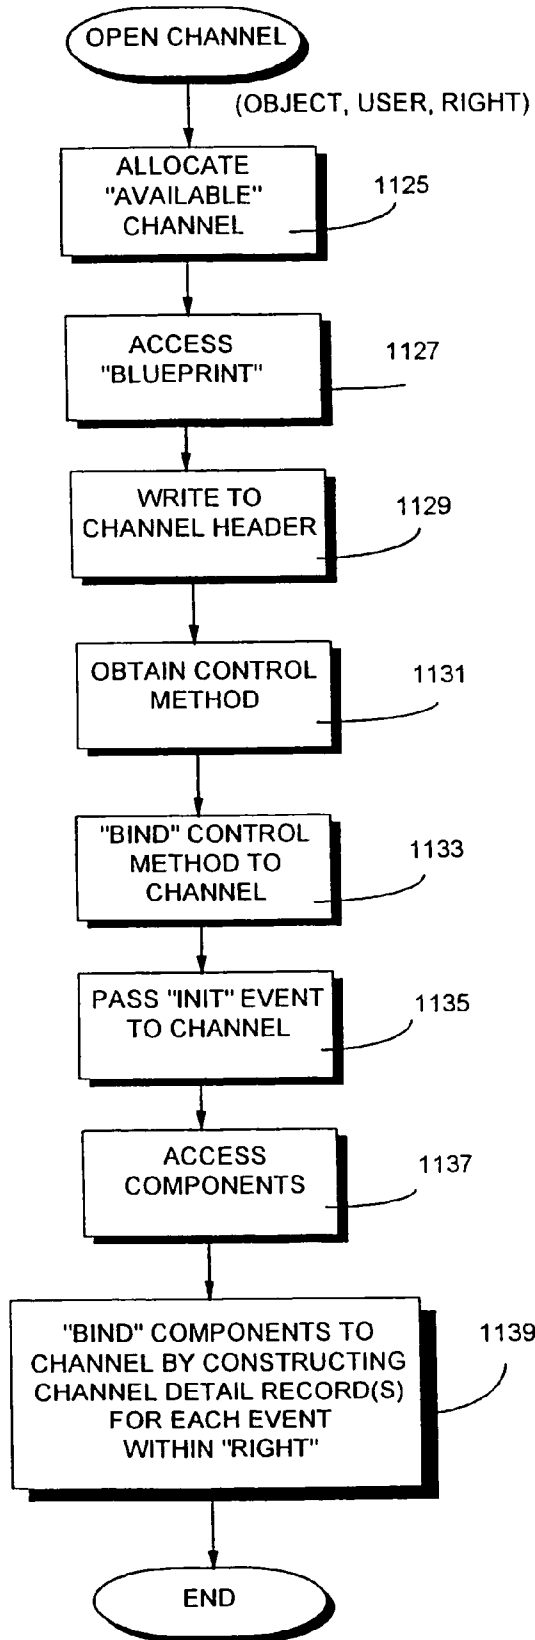 OPEN CHANNEL
(OBJECT, USER, RIGHT)
ALLOCATE
"AVAILABLE"
CHANNEL
1125
ACCESS
"BLUEPRINT"
1127
WRITE TO
CHANNEL HEADER
1129
OBTAIN CONTROL
METHOD
1131
"BIND" CONTROL
METHOD TO
CHANNEL
1133
PASS "INIT" EVENT
TO CHANNEL
1135
ACCESS
COMPONENTS
1137
"BIND" COMPONENTS TO
CHANNEL BY CONSTRUCTING
CHANNEL DETAIL RECORD(S)
FOR EACH EVENT
WITHIN "RIGHT"
1139
END